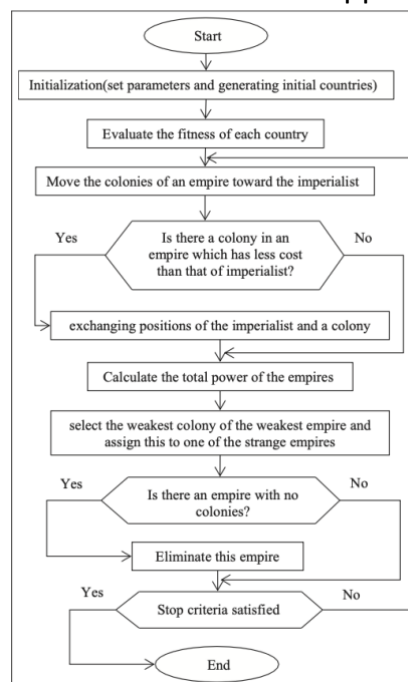 Start
Initialization(set parameters and generating initial countries)
Evaluate the fitness of each country
Move the colonies of an empire toward the imperialist
Yes
Is there a colony in an
empire which has less cost
than that of imperialist?
No
exchanging positions of the imperialist and a colony
Calculate the total power of the empires
select the weakest colony of the weakest empire and
assign this to one of the strange empires
Yes
Is there an empire with no
colonies?
No
Eliminate this empire
Yes
Stop criteria satisfied
No
End